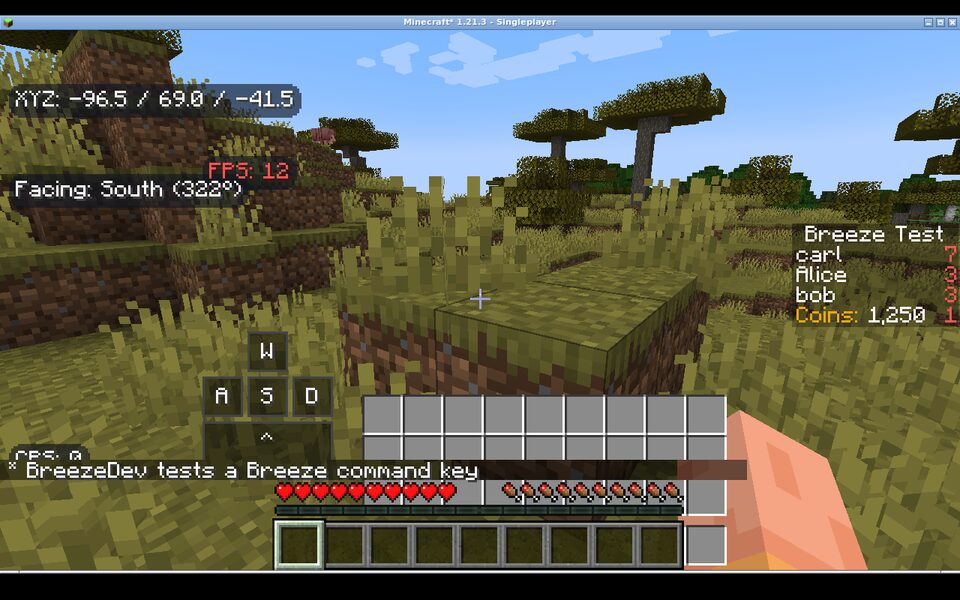 Minecraft* 1.21.3 - Singleplayer
XYZ: -96.5 / 69.0 / -41.5
FPS: 12
Facing: South (322°)
Breeze Test
carl 7
Alice 3
bob 3
Coins: 1,250 1
W
A S D
^
CPS: 0
* BreezeDev tests a Breeze command key